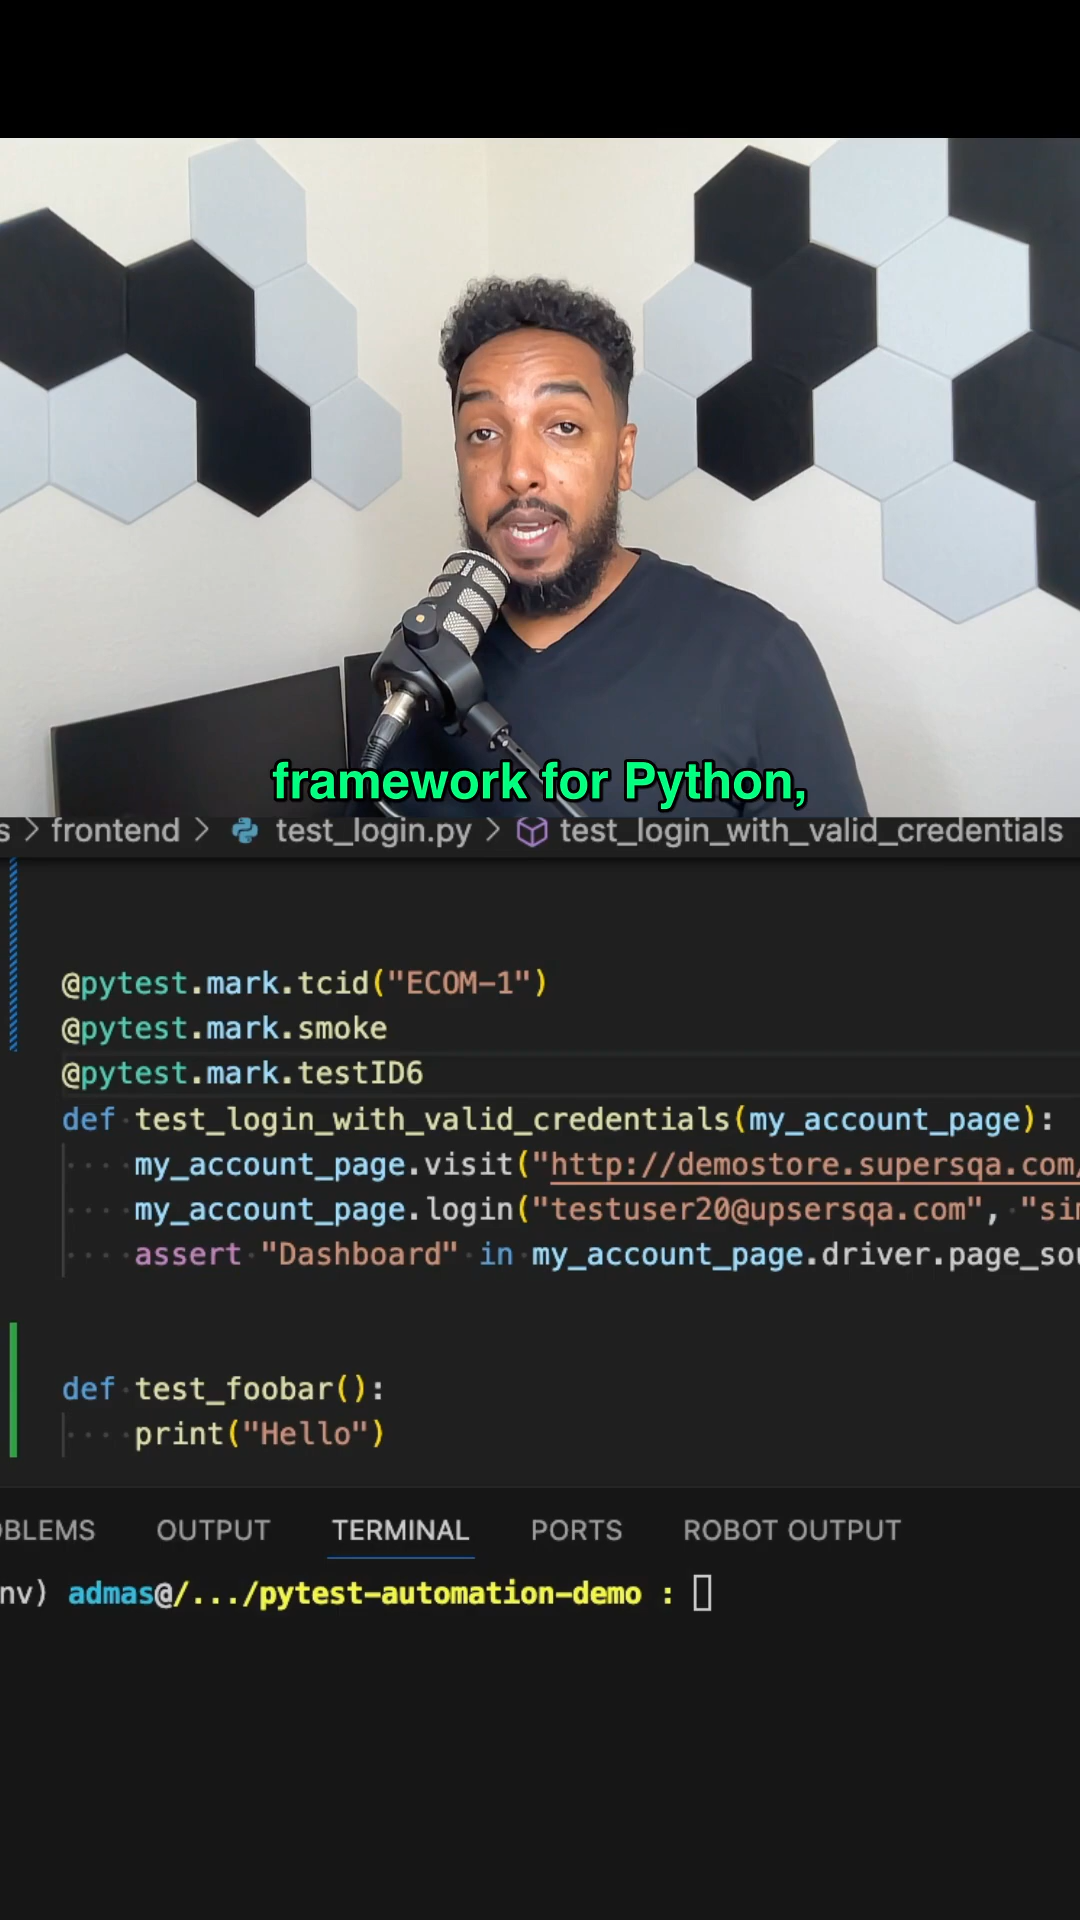 framework for Python,
s > frontend > test_login.py > test_login_with_valid_credentials
@pytest.mark.tcid("ECOM-1")
@pytest.mark.smoke
@pytest.mark.testID6
def test_login_with_valid_credentials(my_account_page):
my_account_page.visit("http://demostore.supersqa.com/
my_account_page.login("testuser20@upsersqa.com", "sim
assert "Dashboard" in my_account_page.driver.page_sou
def test_foobar():
print("Hello")
OBLEMS OUTPUT TERMINAL PORTS ROBOT OUTPUT
nv) admas@/.../pytest-automation-demo :